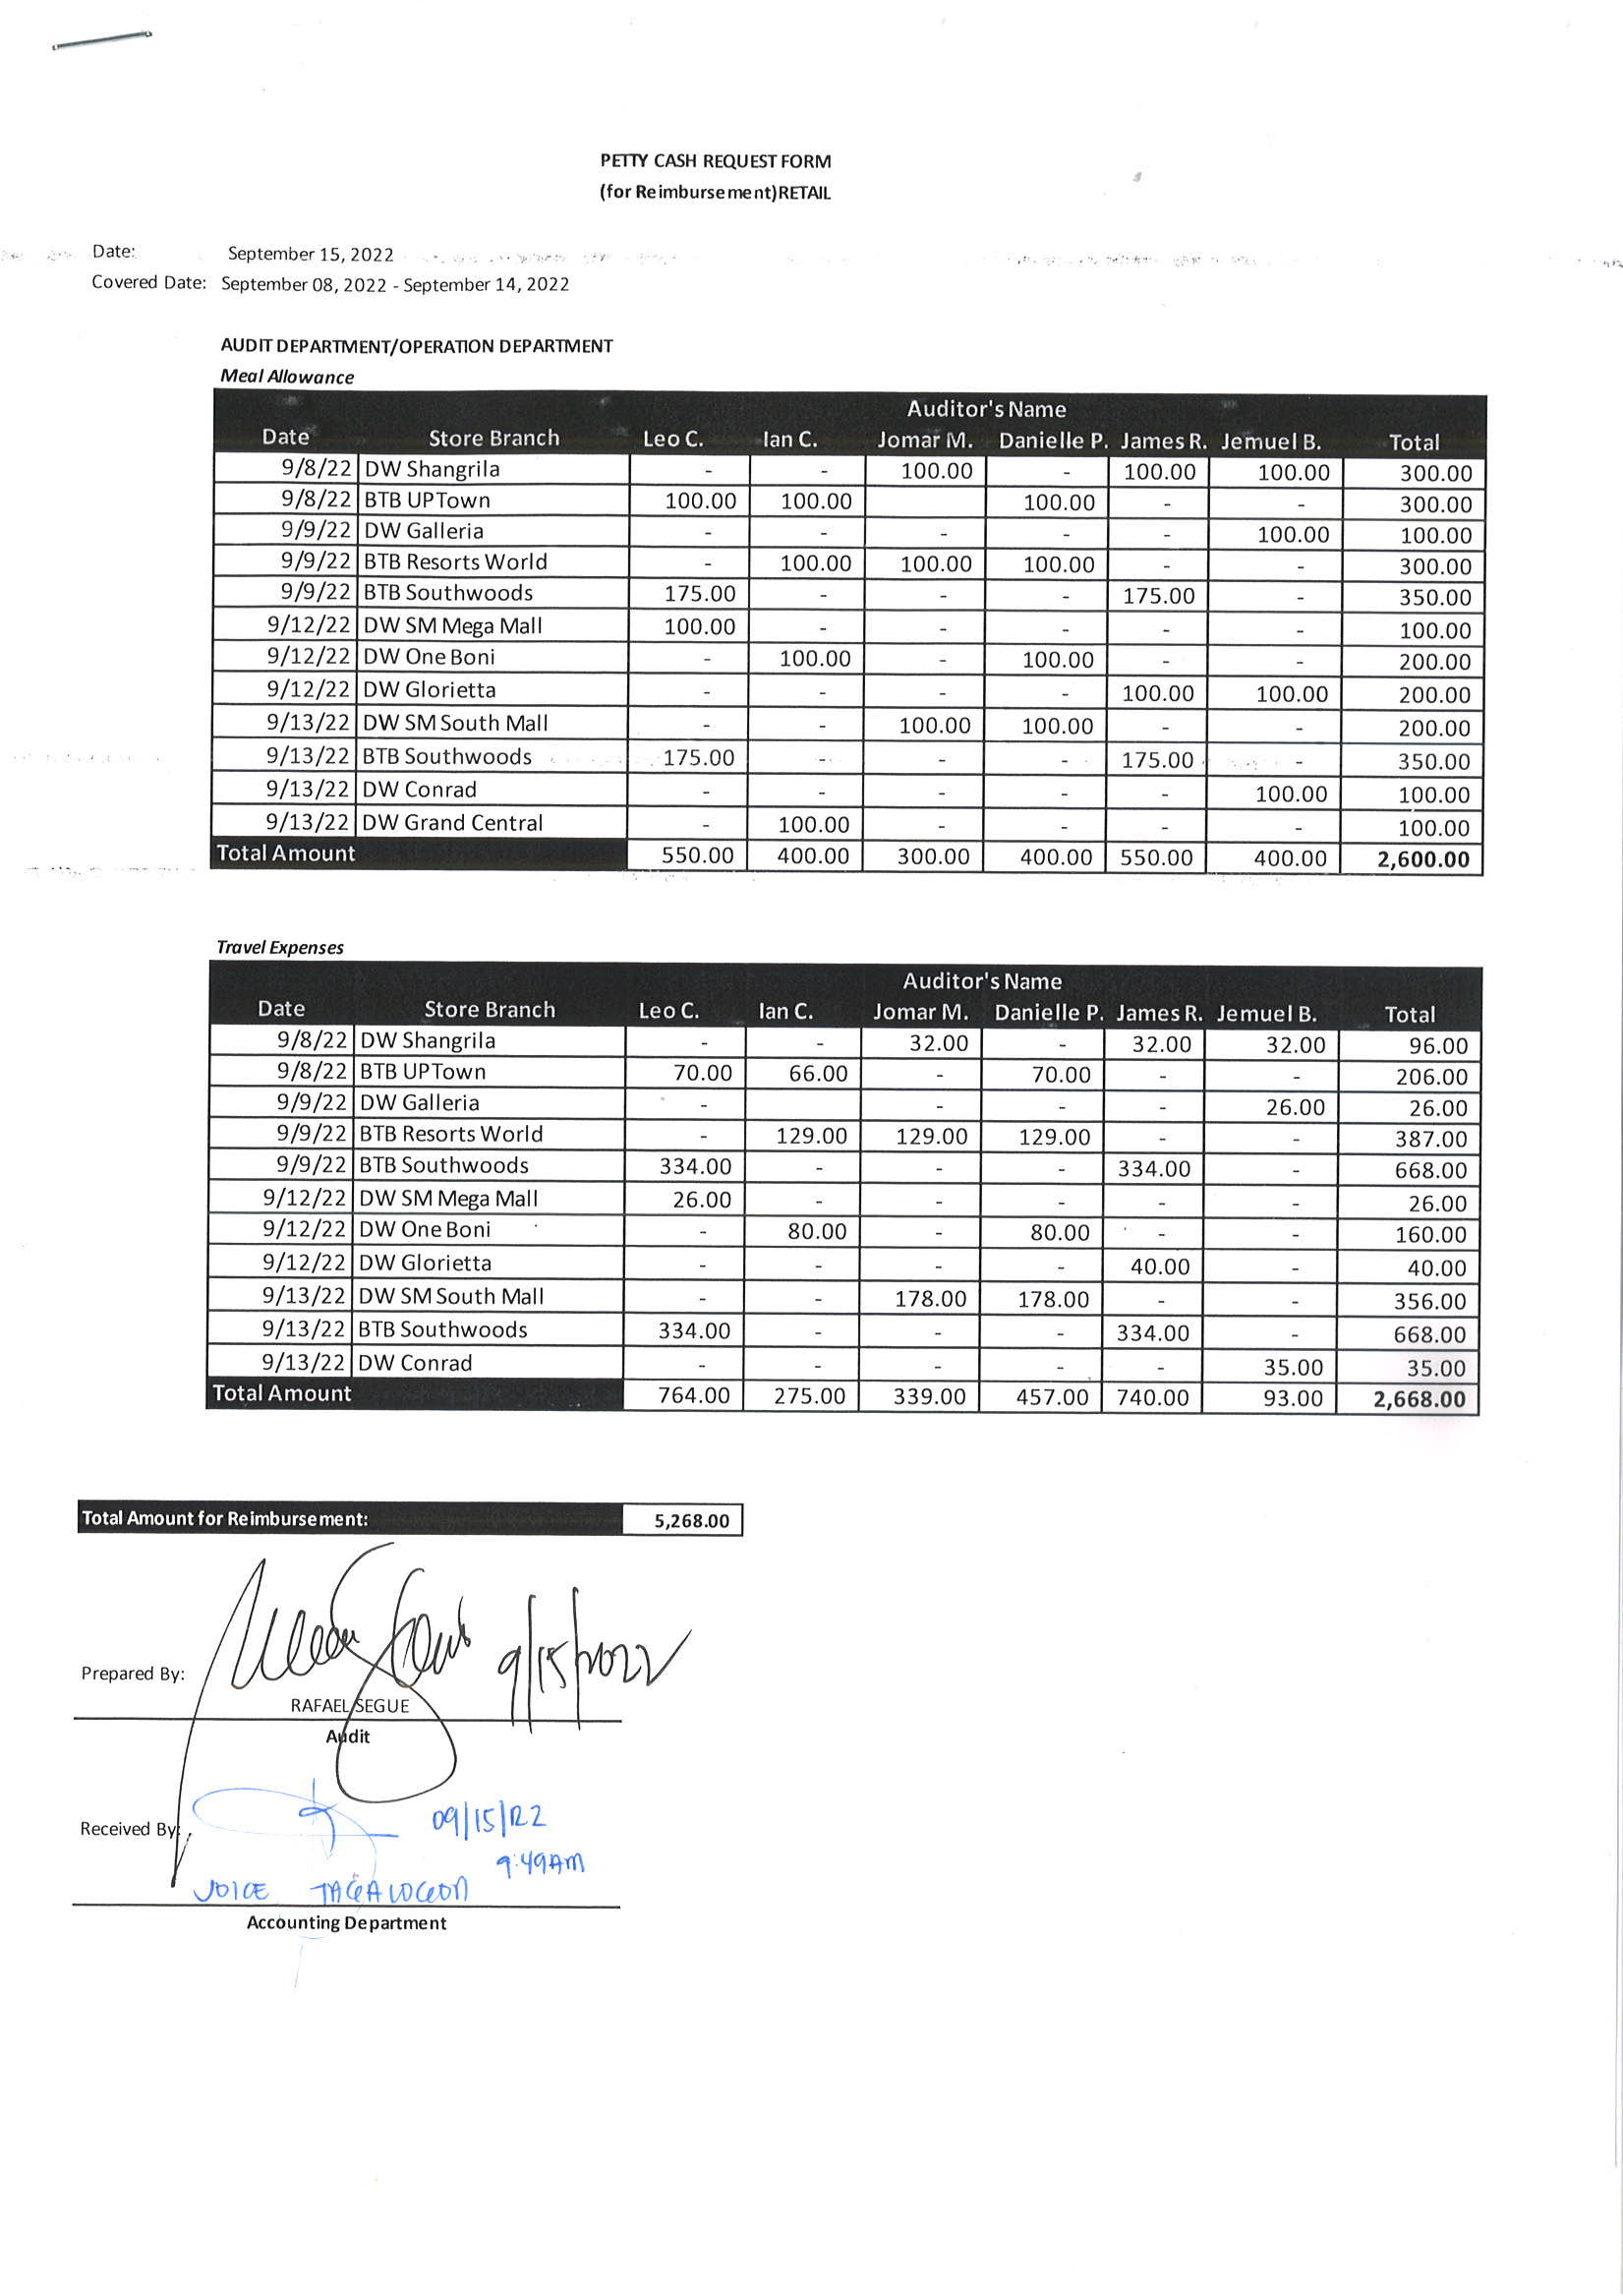 PETTY CASH REQUEST FORM
(for Reimbursement)RETAIL
Date: September 15, 2022
Covered Date: September 08, 2022 - September 14, 2022
AUDIT DEPARTMENT/OPERATION DEPARTMENT
Meal Allowance
Auditor's Name
Date Store Branch Leo C. Ian C. Jomar M. Danielle P. James R. Jemuel B. Total
9/8/22 DW Shangrila - - 100.00 - 100.00 100.00 300.00
9/8/22 BTB UPTown 100.00 100.00 100.00 - - 300.00
9/9/22 DW Galleria - - - - - 100.00 100.00
9/9/22 BTB Resorts World - 100.00 100.00 100.00 - - 300.00
9/9/22 BTB Southwoods 175.00 - - - 175.00 - 350.00
9/12/22 DW SM Mega Mall 100.00 - - - - - 100.00
9/12/22 DW One Boni - 100.00 - 100.00 - - 200.00
9/12/22 DW Glorietta - - - - 100.00 100.00 200.00
9/13/22 DW SM South Mall - - 100.00 100.00 - - 200.00
9/13/22 BTB Southwoods 175.00 - - - 175.00 - 350.00
9/13/22 DW Conrad - - - - - 100.00 100.00
9/13/22 DW Grand Central - 100.00 - - - - 100.00
Total Amount 550.00 400.00 300.00 400.00 550.00 400.00 2,600.00
Travel Expenses
Auditor's Name
Date Store Branch Leo C. Ian C. Jomar M. Danielle P. James R. Jemuel B. Total
9/8/22 DW Shangrila - - 32.00 - 32.00 32.00 96.00
9/8/22 BTB UPTown 70.00 66.00 - 70.00 - - 206.00
9/9/22 DW Galleria - - - - 26.00 26.00
9/9/22 BTB Resorts World - 129.00 129.00 129.00 - - 387.00
9/9/22 BTB Southwoods 334.00 - - - 334.00 - 668.00
9/12/22 DW SM Mega Mall 26.00 - - - - - 26.00
9/12/22 DW One Boni - 80.00 - 80.00 - - 160.00
9/12/22 DW Glorietta - - - - 40.00 - 40.00
9/13/22 DW SM South Mall - - 178.00 178.00 - - 356.00
9/13/22 BTB Southwoods 334.00 - - - 334.00 - 668.00
9/13/22 DW Conrad - - - - - 35.00 35.00
Total Amount 764.00 275.00 339.00 457.00 740.00 93.00 2,668.00
Total Amount for Reimbursement: 5,268.00
9/15/2022
Prepared By:
RAFAEL SEGUE
Audit
09/15/22
Received By:
9:49AM
JOICE TAGALOGON
Accounting Department